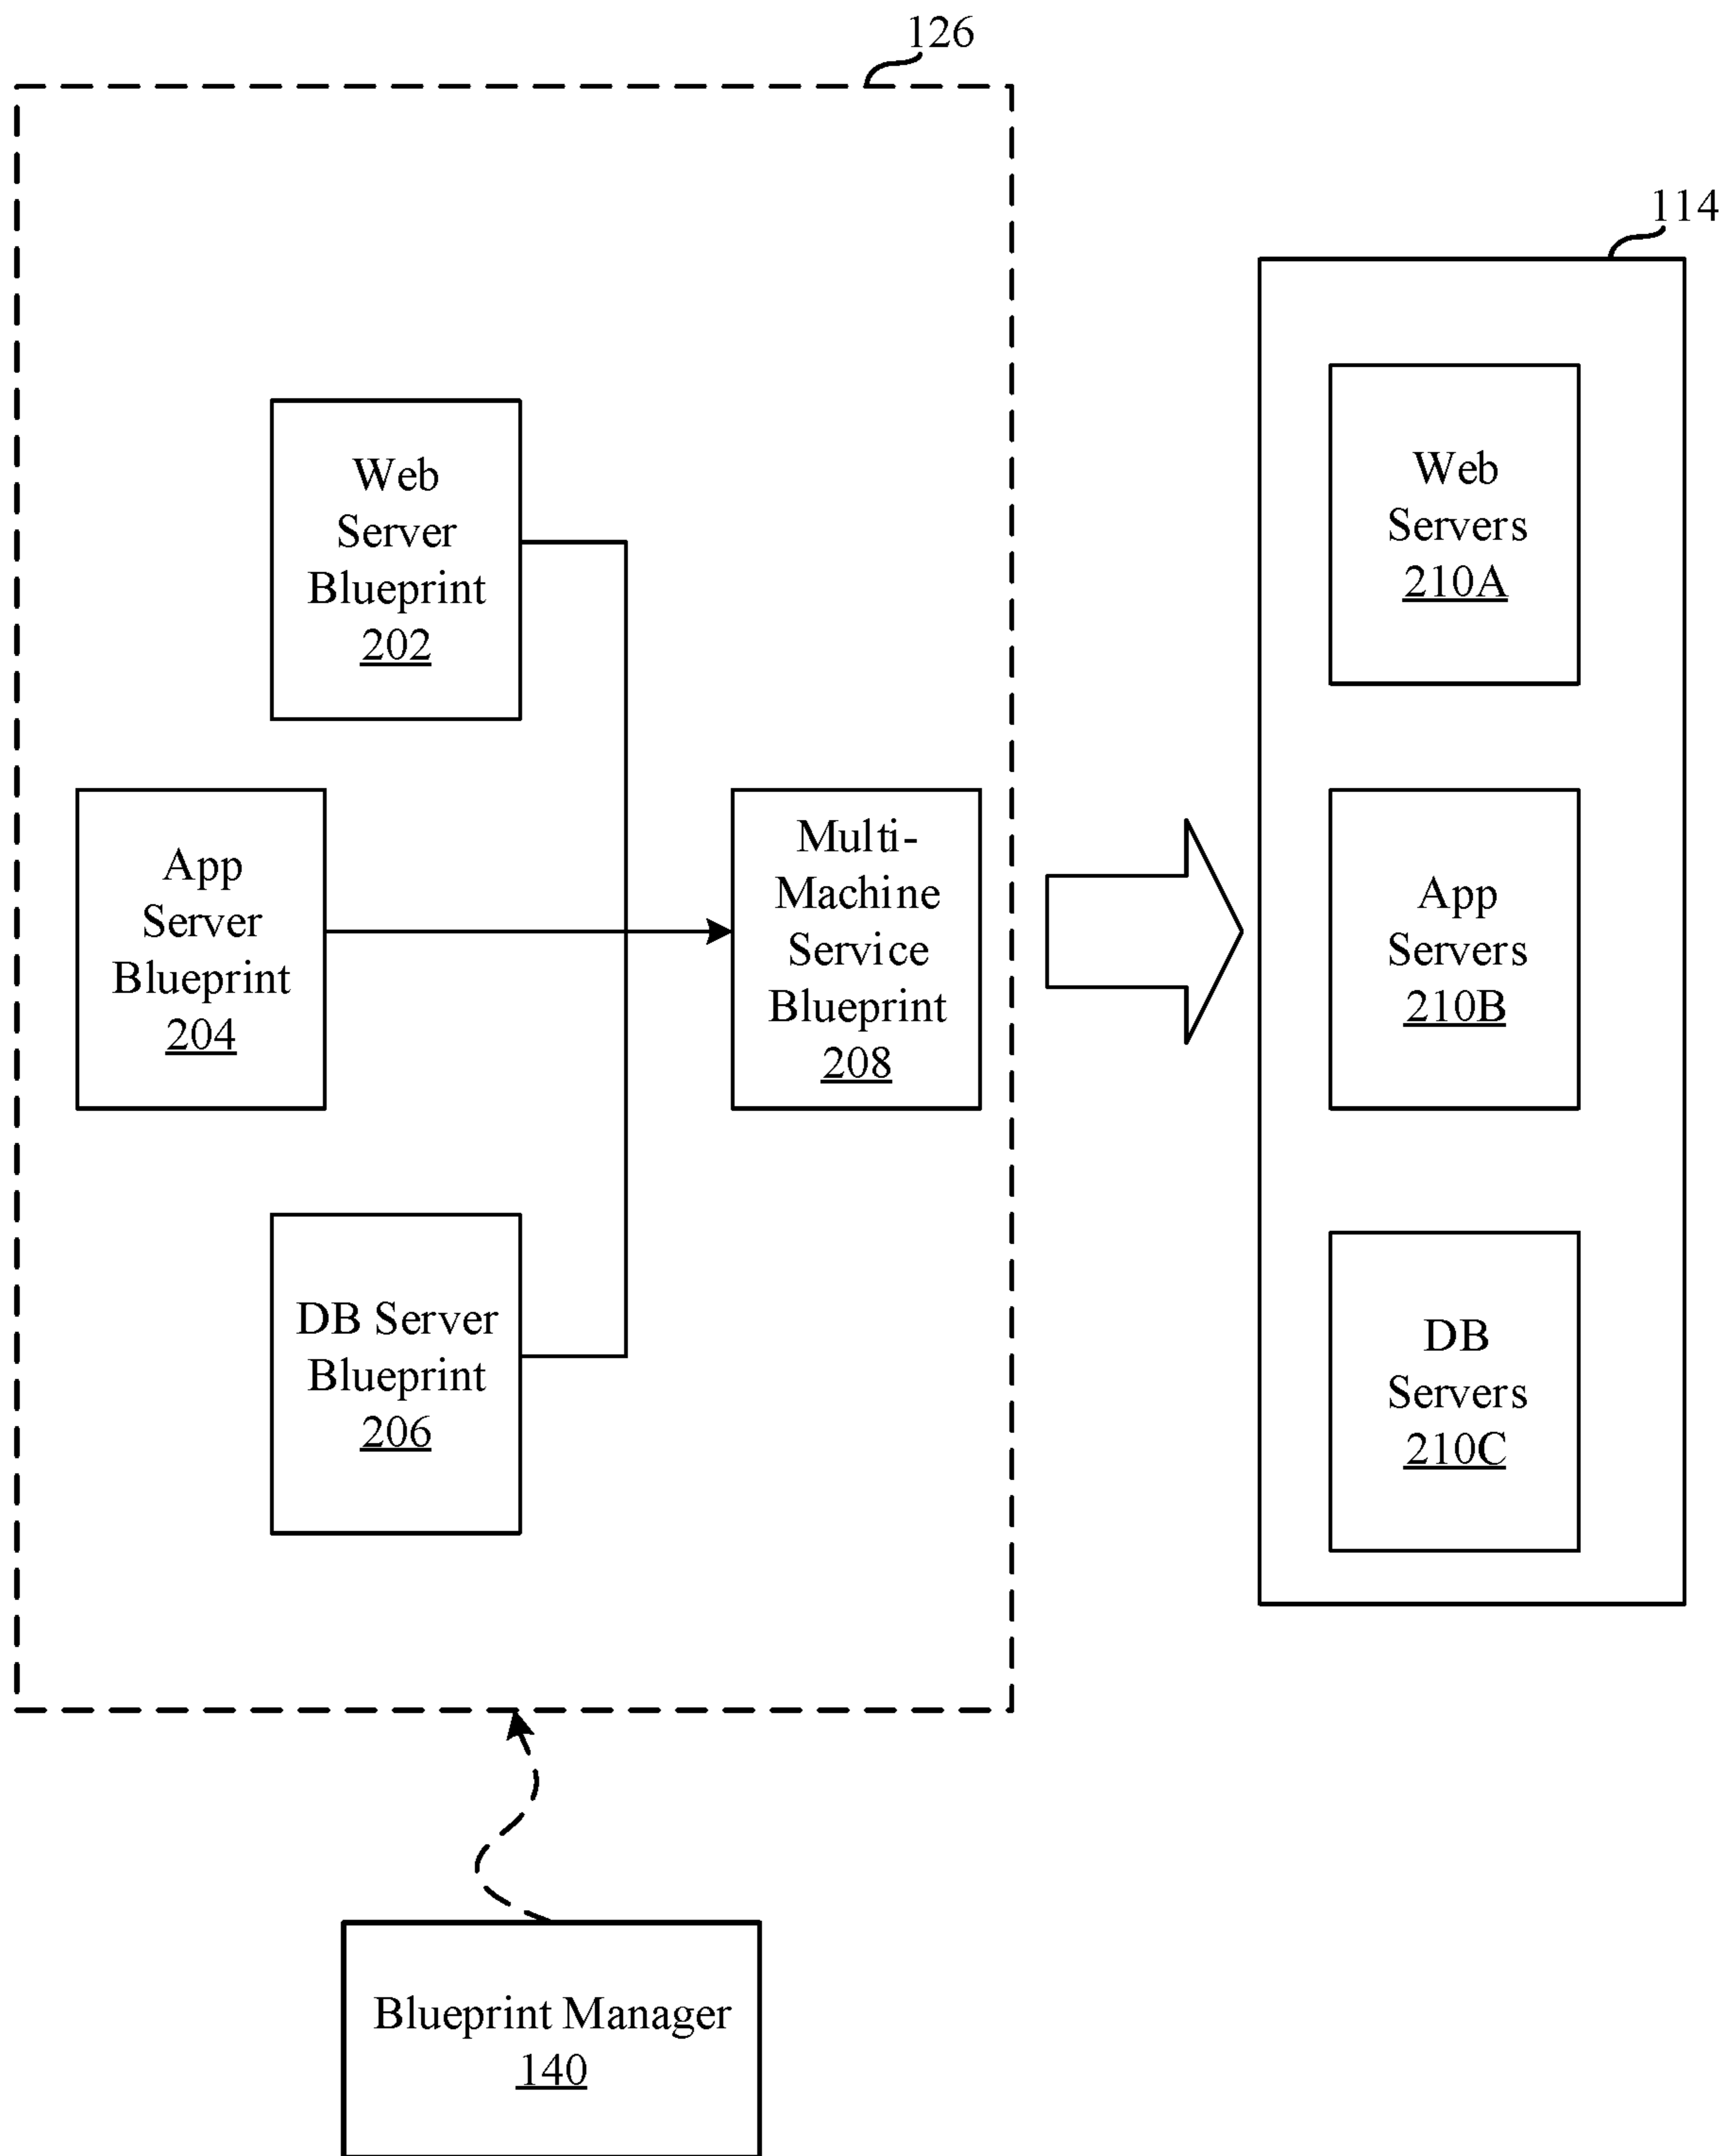 126
114
Web
Server
Blueprint
202
App
Server
Blueprint
204
Multi-
Machine
Service
Blueprint
208
DB Server
Blueprint
206
Web
Servers
210A
App
Servers
210B
DB
Servers
210C
Blueprint Manager
140